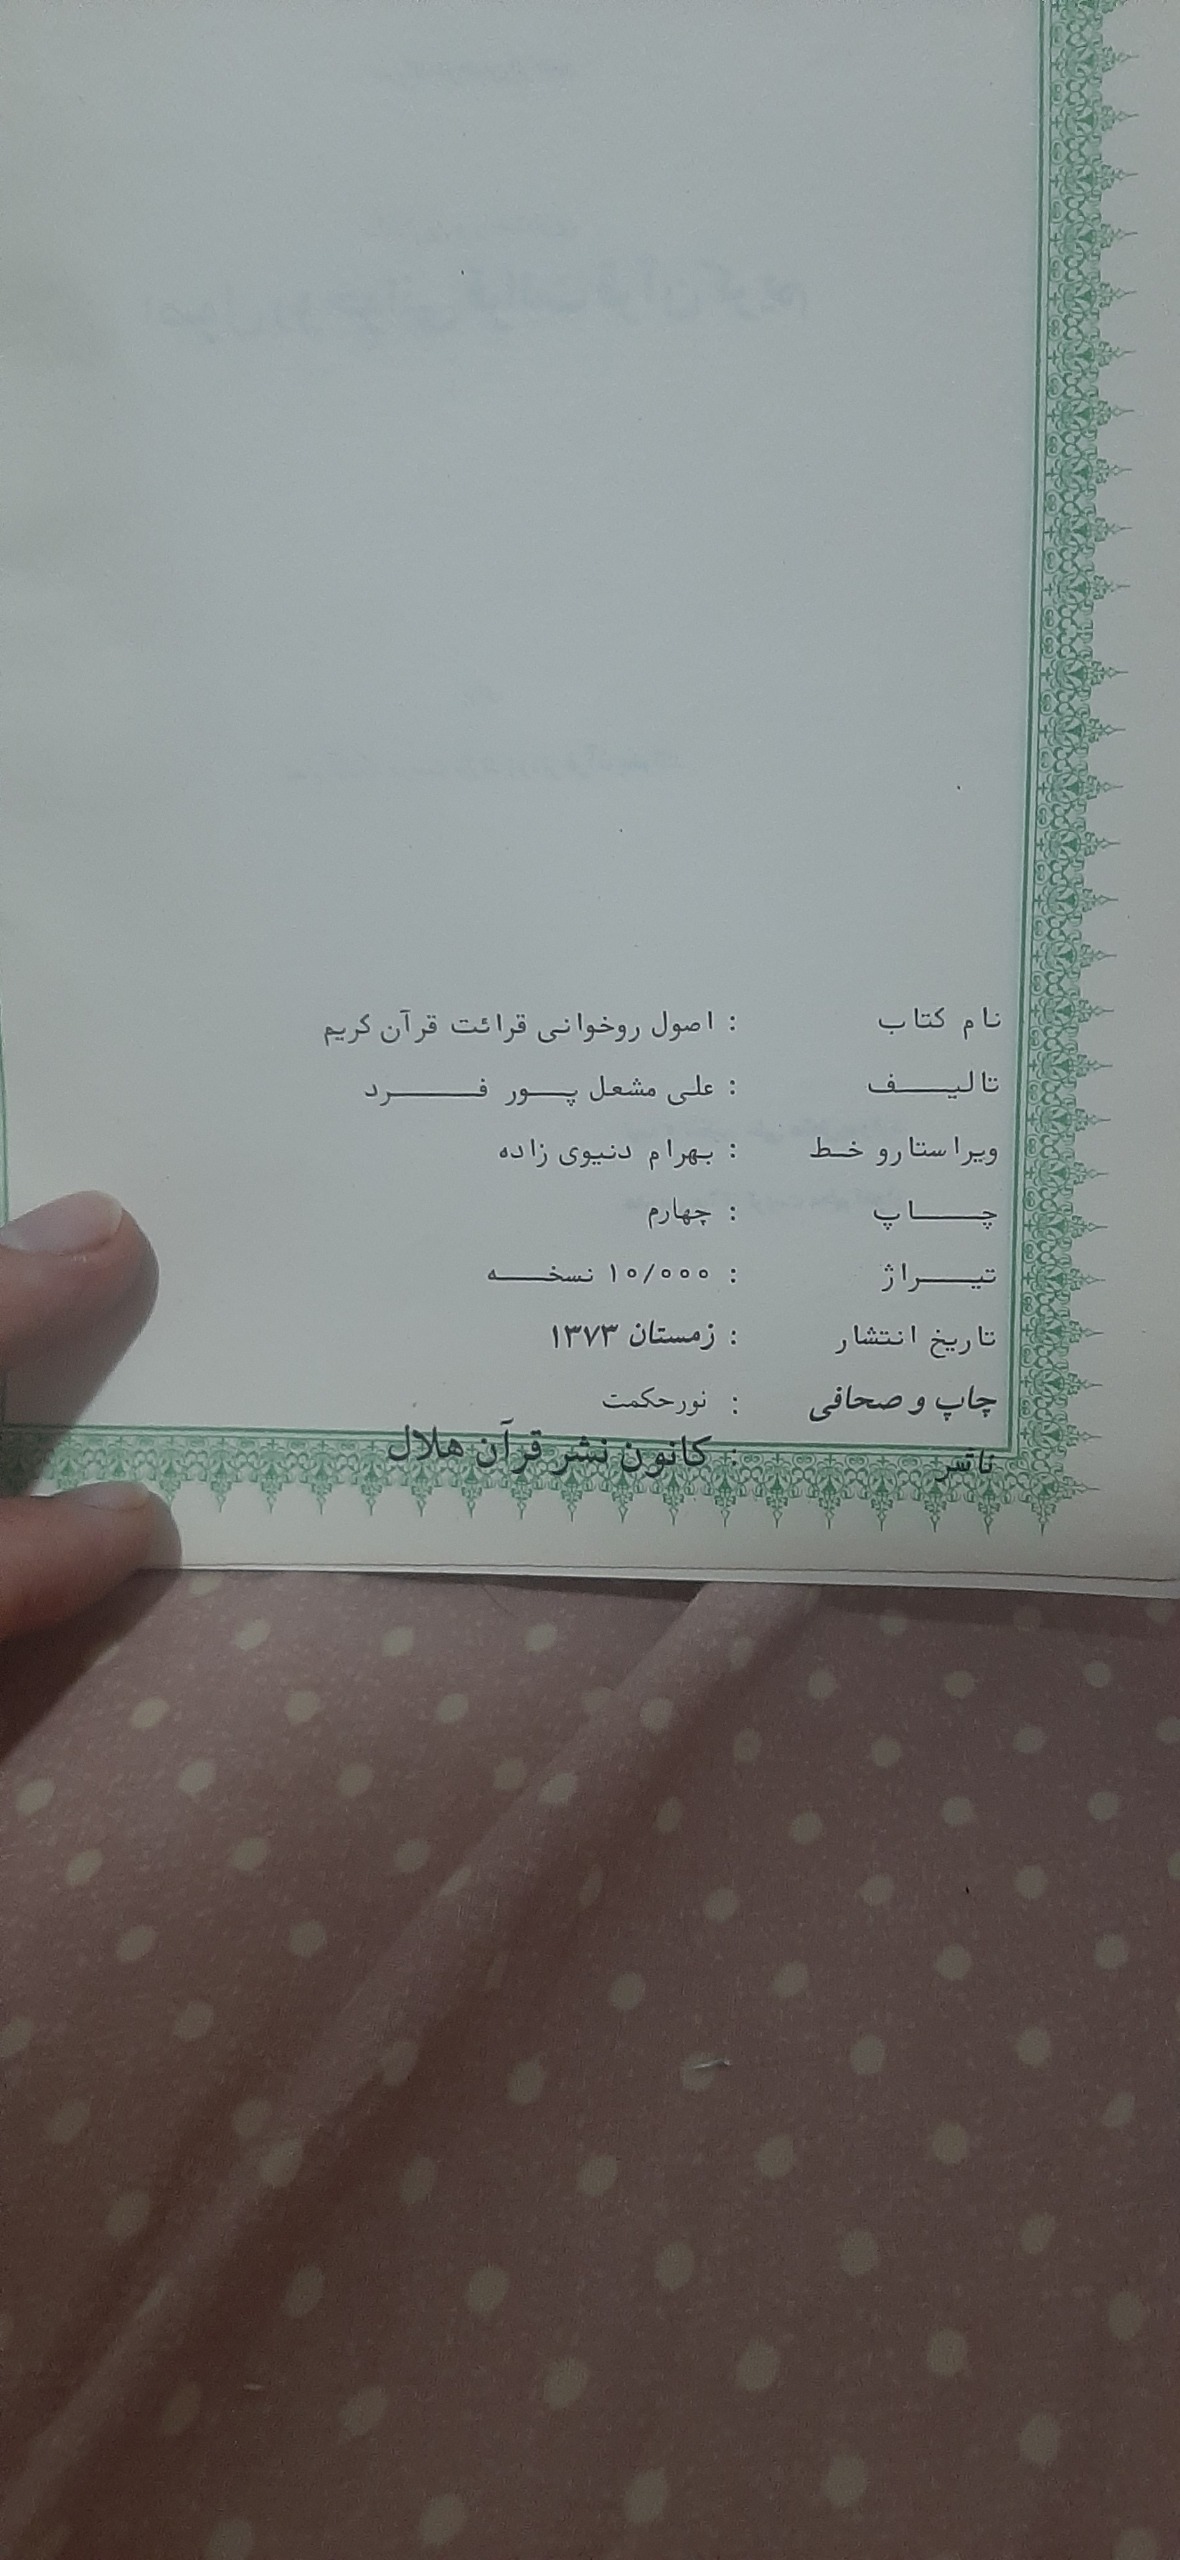 نام کتاب : اصول روخوانی قرائت قرآن کریم
تالیف : علی مشعل پور فرد
ویراستارو خط : بهرام دنیوی زاده
چاپ : چهارم
تیراژ : ۱۰/۰۰۰ نسخه
تاریخ انتشار : زمستان ۱۳۷۳
چاپ و صحافی : نورحکمت
ناشر : کانون نشر قرآن هلال